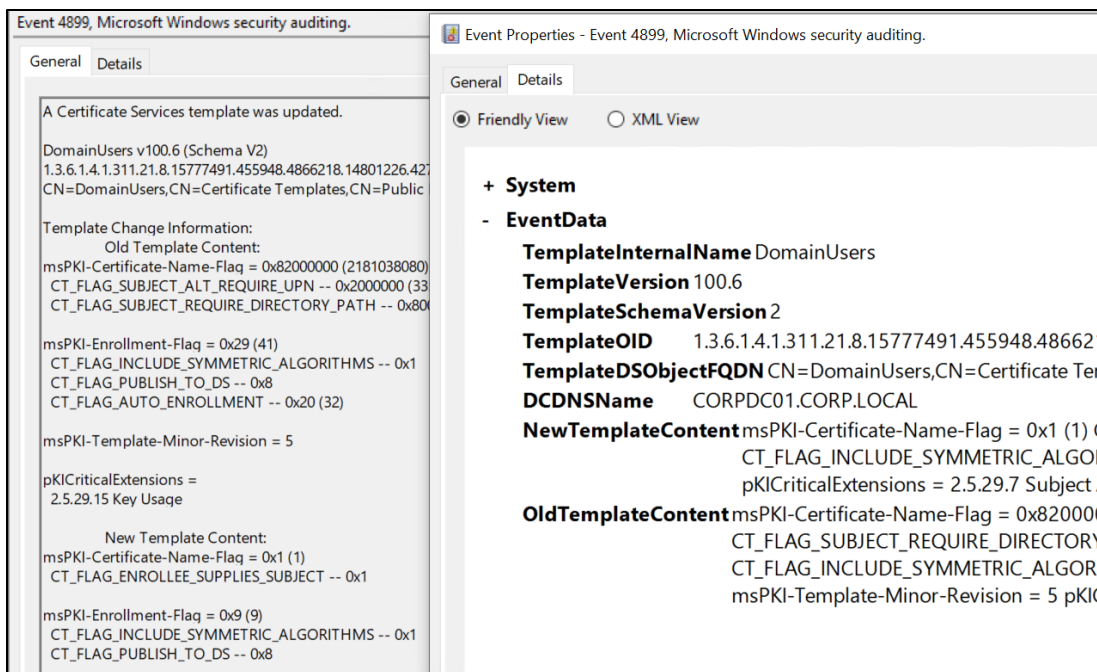 Event 4899, Microsoft Windows security auditing.
General
Details
A Certificate Services template was updated.
DomainUsers v100.6 (Schema V2)
1.3.6.1.4.1.311.21.8.15777491.455948.4866218.14801226.427
CN=DomainUsers,CN=Certificate Templates,CN=Public
Template Change Information:
Old Template Content:
msPKI-Certificate-Name-Flag = 0x82000000 (2181038080)
CT_FLAG_SUBJECT_ALT_REQUIRE_UPN -- 0x2000000 (33
CT_FLAG_SUBJECT_REQUIRE_DIRECTORY_PATH -- 0x800
msPKI-Enrollment-Flag = 0x29 (41)
CT_FLAG_INCLUDE_SYMMETRIC_ALGORITHMS -- 0x1
CT_FLAG_PUBLISH_TO_DS -- 0x8
CT_FLAG_AUTO_ENROLLMENT -- 0x20 (32)
msPKI-Template-Minor-Revision = 5
pKICriticalExtensions =
2.5.29.15 Key Usage
New Template Content:
msPKI-Certificate-Name-Flag = 0x1 (1)
CT_FLAG_ENROLLEE_SUPPLIES_SUBJECT -- 0x1
msPKI-Enrollment-Flag = 0x9 (9)
CT_FLAG_INCLUDE_SYMMETRIC_ALGORITHMS -- 0x1
CT_FLAG_PUBLISH_TO_DS -- 0x8
Event Properties - Event 4899, Microsoft Windows security auditing.
General
Details
Friendly View
XML View
+ System
- EventData
TemplateInternalName DomainUsers
TemplateVersion 100.6
TemplateSchemaVersion 2
TemplateOID 1.3.6.1.4.1.311.21.8.15777491.455948.486621
TemplateDSObjectFQDN CN=DomainUsers,CN=Certificate Te
DCDNSName CORPDC01.CORP.LOCAL
NewTemplateContent msPKI-Certificate-Name-Flag = 0x1 (1)
CT_FLAG_INCLUDE_SYMMETRIC_ALGO
pKICriticalExtensions = 2.5.29.7 Subject
OldTemplateContent msPKI-Certificate-Name-Flag = 0x82000
CT_FLAG_SUBJECT_REQUIRE_DIRECTORY
CT_FLAG_INCLUDE_SYMMETRIC_ALGOR
msPKI-Template-Minor-Revision = 5 pKI